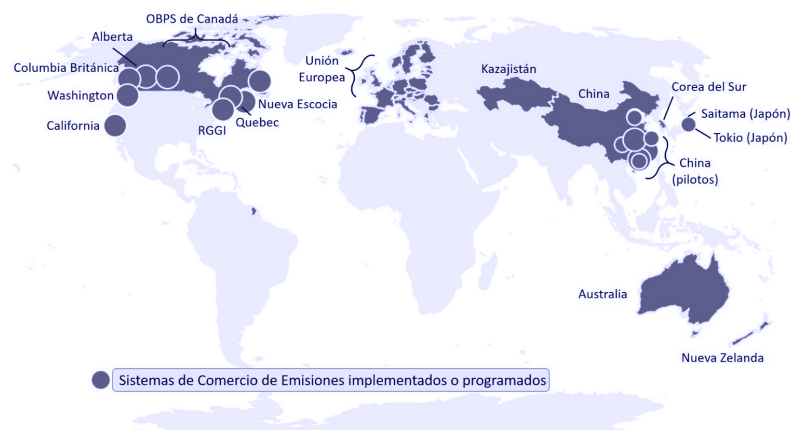 OBPS de Canadá
Alberta
Columbia Británica
Washington
California
RGGI
Quebec
Nueva Escocia
Unión
Europea
Kazajistán
China
Corea del Sur
Saitama (Japón)
Tokio (Japón)
China
(pilotos)
Australia
Nueva Zelanda
Sistemas de Comercio de Emisiones implementados o programados